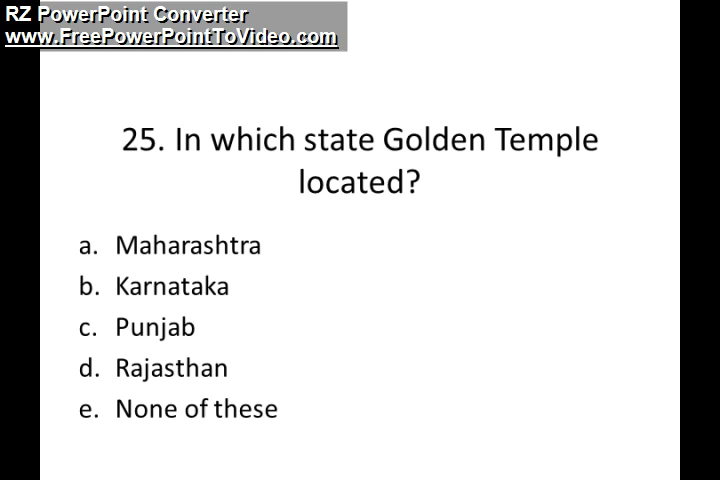 RZ PowerPoint Converter
www.FreePowerPointToVideo.com
25. In which state Golden Temple
located?
a. Maharashtra
b. Karnataka
c. Punjab
d. Rajasthan
e. None of these